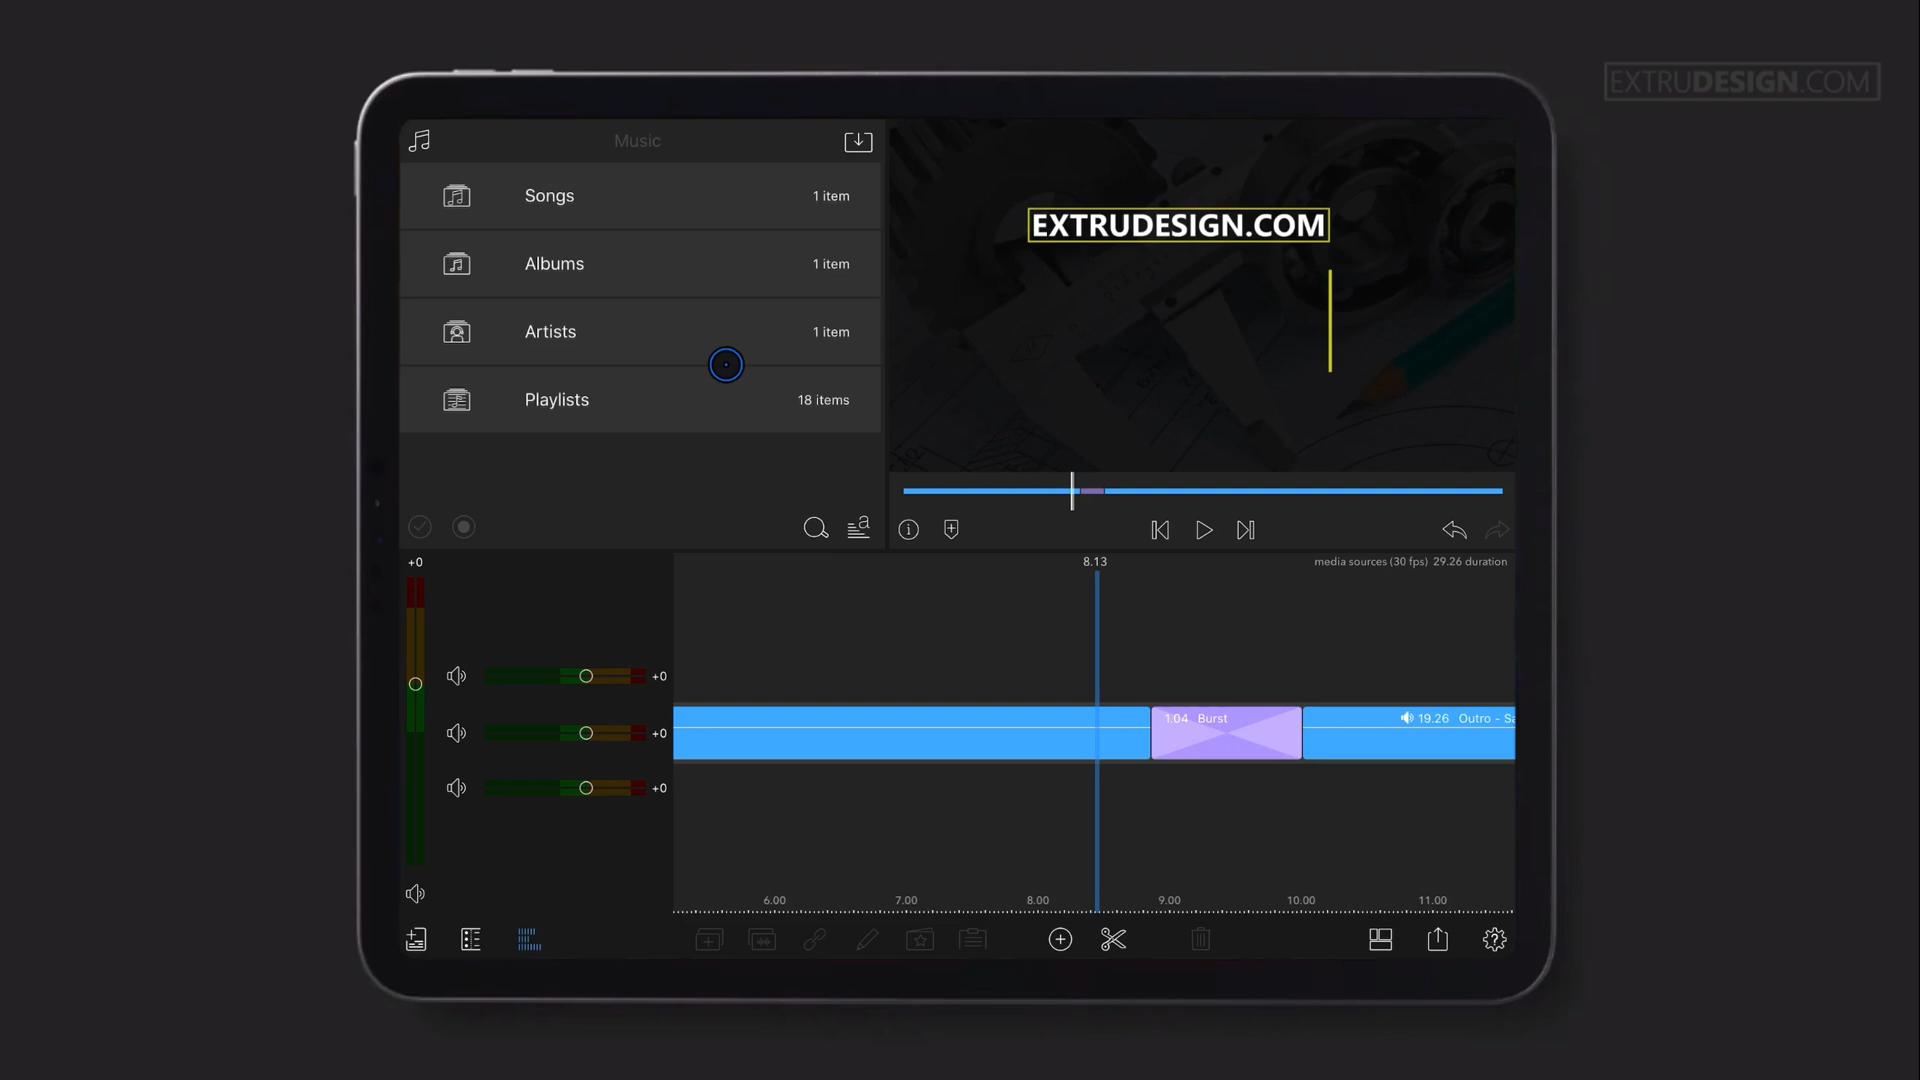 EXTRUDESIGN.COM
Music
Songs 1 item
Albums 1 item
Artists 1 item
Playlists 18 items
EXTRUDESIGN.COM
+0
8.13
media sources (30 fps) 29.26 duration
+0
1.04 Burst
19.26 Outro - Sa
+0
+0
6.00 7.00 8.00 9.00 10.00 11.00